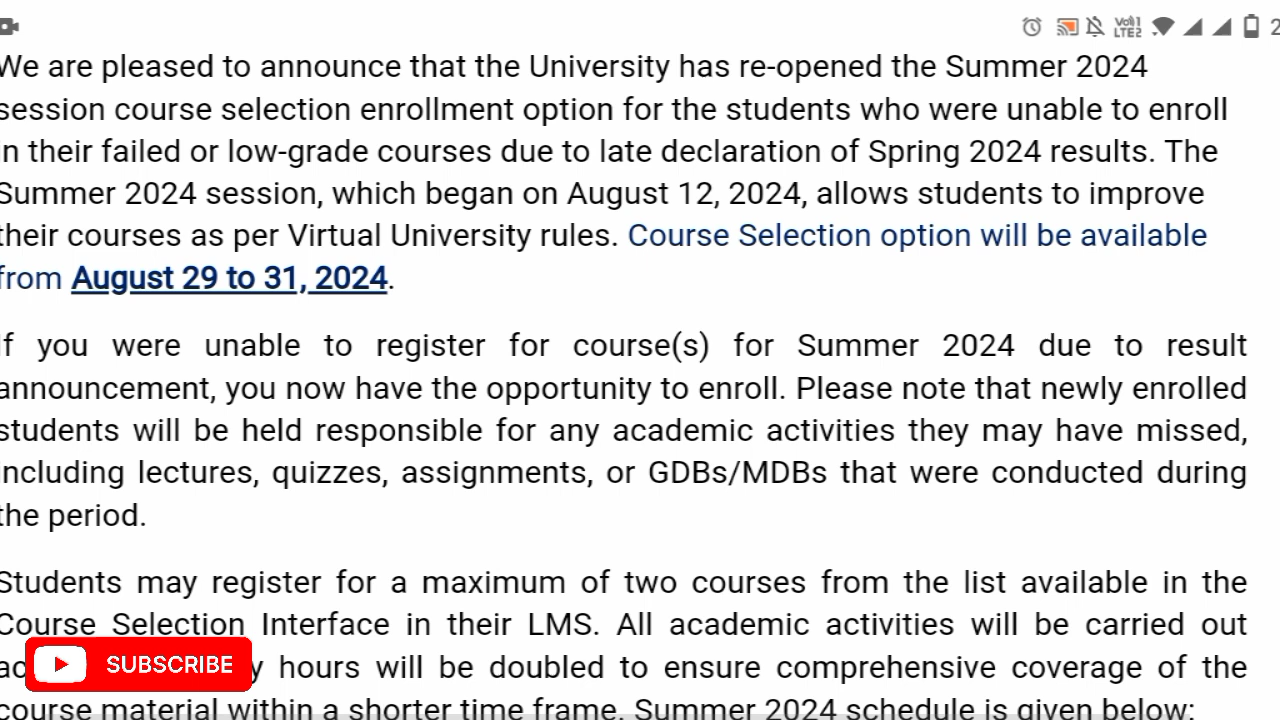 2
We are pleased to announce that the University has re-opened the Summer 2024
session course selection enrollment option for the students who were unable to enroll
in their failed or low-grade courses due to late declaration of Spring 2024 results. The
Summer 2024 session, which began on August 12, 2024, allows students to improve
their courses as per Virtual University rules. Course Selection option will be available
from August 29 to 31, 2024.
If you were unable to register for course(s) for Summer 2024 due to result
announcement, you now have the opportunity to enroll. Please note that newly enrolled
students will be held responsible for any academic activities they may have missed,
including lectures, quizzes, assignments, or GDBs/MDBs that were conducted during
the period.
Students may register for a maximum of two courses from the list available in the
Course Selection Interface in their LMS. All academic activities will be carried out
hours will be doubled to ensure comprehensive coverage of the
SUBSCRIBE
course material within a shorter time frame. Summer 2024 schedule is given below: